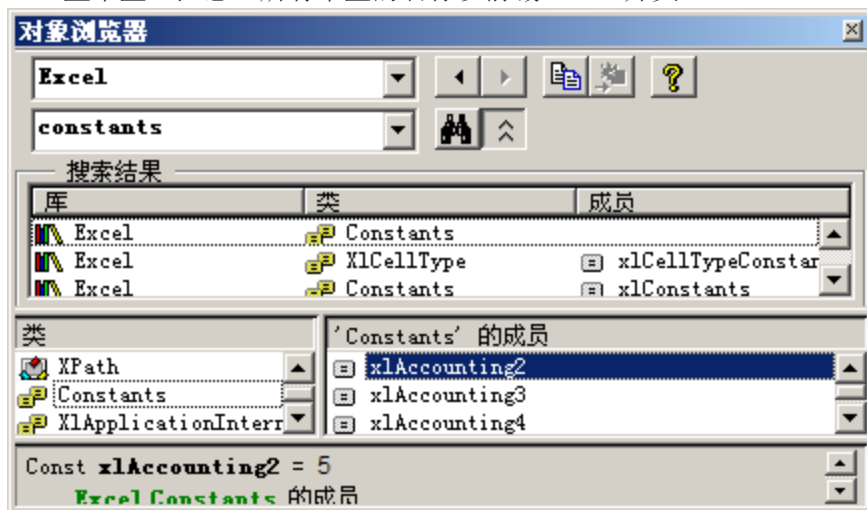 对象浏览器
Excel
constants
搜索结果
库 类 成员
Excel Constants
Excel XlCellType xlCellTypeConstar
Excel Constants xlConstants
类 'Constants' 的成员
XPath xlAccounting2
Constants xlAccounting3
XlApplicationInterr xlAccounting4
Const xlAccounting2 = 5
Excel.Constants 的成员